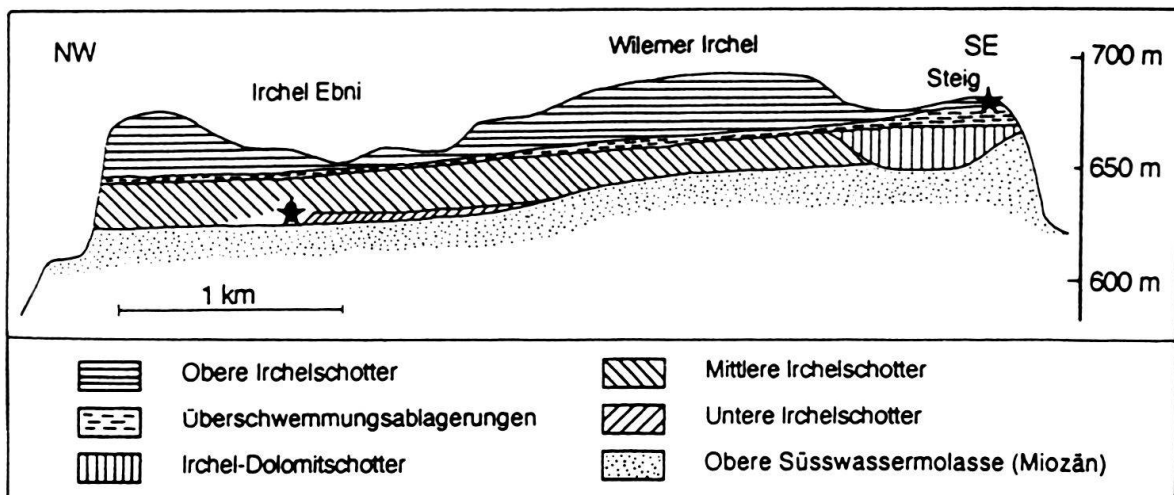 NW
Irchel Ebni
Wilemer Irchel
SE
Steig
700 m
650 m
600 m
1 km
Obere Irchelschotter
Überschwemmungsablagerungen
Irchel-Dolomitschotter
Mittlere Irchelschotter
Untere Irchelschotter
Obere Süsswassermolasse (Miozän)